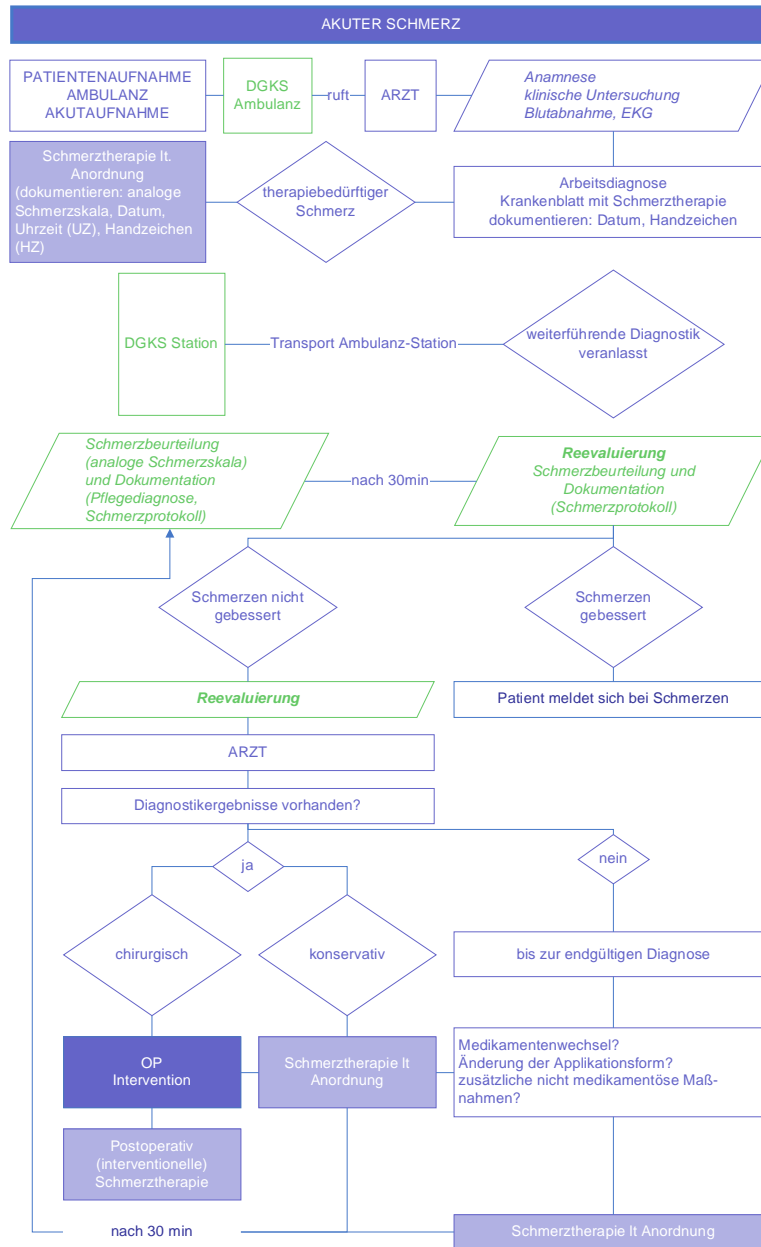 AKUTER SCHMERZ
PATIENTENAUFNAHME
AMBULANZ
AKUTAUFNAHME
DGKS
Ambulanz
ruft
ARZT
Anamnese
klinische Untersuchung
Blutabnahme, EKG
Schmerztherapie lt.
Anordnung
(dokumentieren: analoge
Schmerzskala, Datum,
Uhrzeit (UZ), Handzeichen
(HZ)
therapiebedürftiger
Schmerz
Arbeitsdiagnose
Krankenblatt mit Schmerztherapie
dokumentieren: Datum, Handzeichen
DGKS Station
Transport Ambulanz-Station
weiterführende Diagnostik
veranlasst
Schmerzbeurteilung
(analoge Schmerzskala)
und Dokumentation
(Pflegediagnose,
Schmerzprotokoll)
nach 30min
Reevaluierung
Schmerzbeurteilung und
Dokumentation
(Schmerzprotokoll)
Schmerzen nicht
gebessert
Schmerzen
gebessert
Reevaluierung
Patient meldet sich bei Schmerzen
ARZT
Diagnostikergebnisse vorhanden?
ja
nein
chirurgisch
konservativ
bis zur endgültigen Diagnose
OP
Intervention
Schmerztherapie lt
Anordnung
Medikamentenwechsel?
Änderung der Applikationsform?
zusätzliche nicht medikamentöse Maß-
nahmen?
Postoperativ
(interventionelle)
Schmerztherapie
nach 30 min
Schmerztherapie lt Anordnung